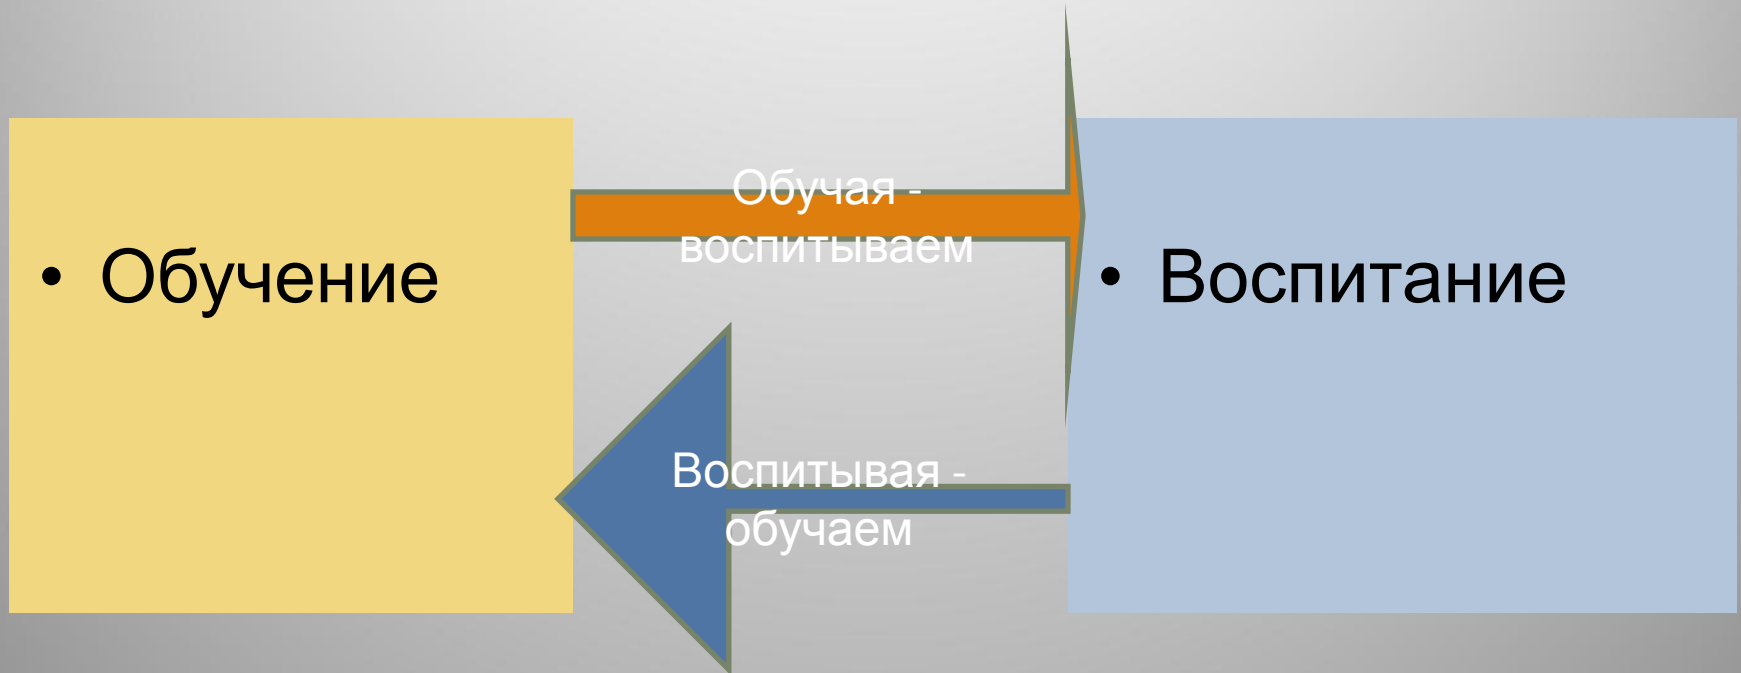 • Обучение
Обучая -
воспитываем
• Воспитание
Воспитывая -
обучаем